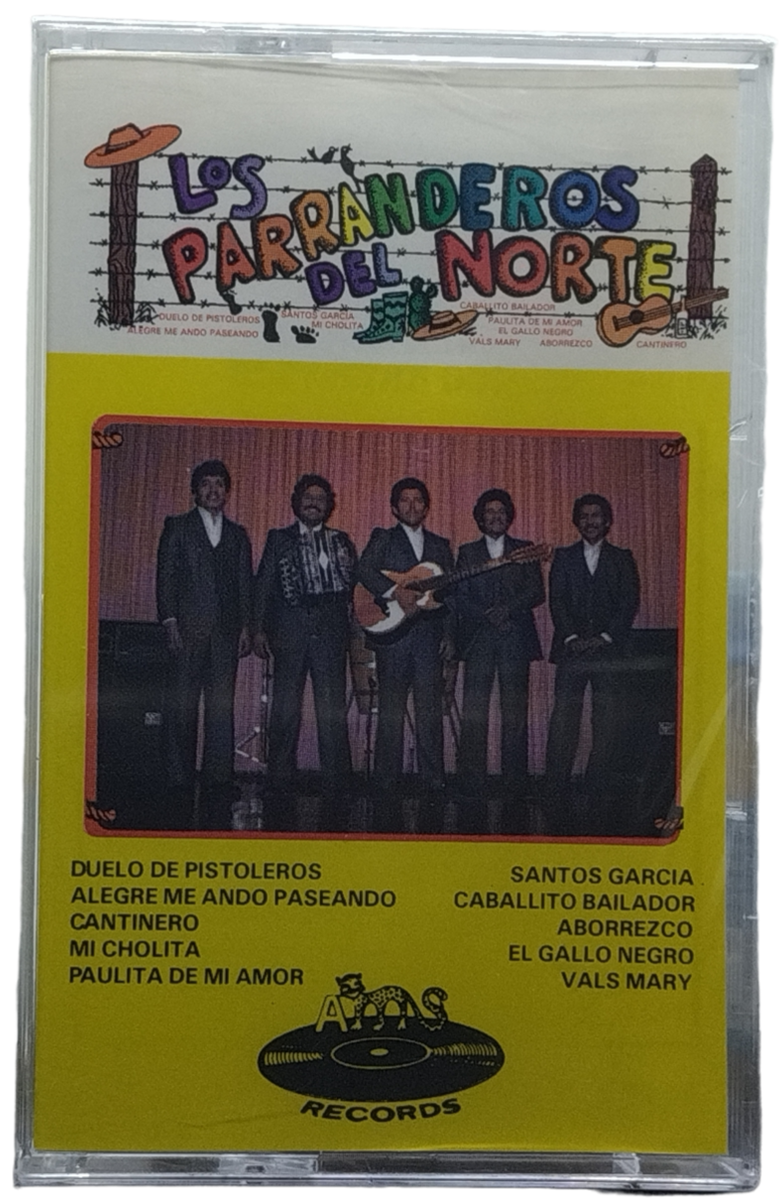 LOS
PARRANDEROS
DEL NORTE
DUELO DE PISTOLEROS
ALEGRE ME ANDO PASEANDO
SANTOS GARCIA
MI CHOLITA
CABALLITO BAILADOR
PAULITA DE MI AMOR
EL GALLO NEGRO
VALS MARY
ABORREZCO
CANTINERO
DUELO DE PISTOLEROS
ALEGRE ME ANDO PASEANDO
CANTINERO
MI CHOLITA
PAULITA DE MI AMOR
SANTOS GARCIA
CABALLITO BAILADOR
ABORREZCO
EL GALLO NEGRO
VALS MARY
RECORDS